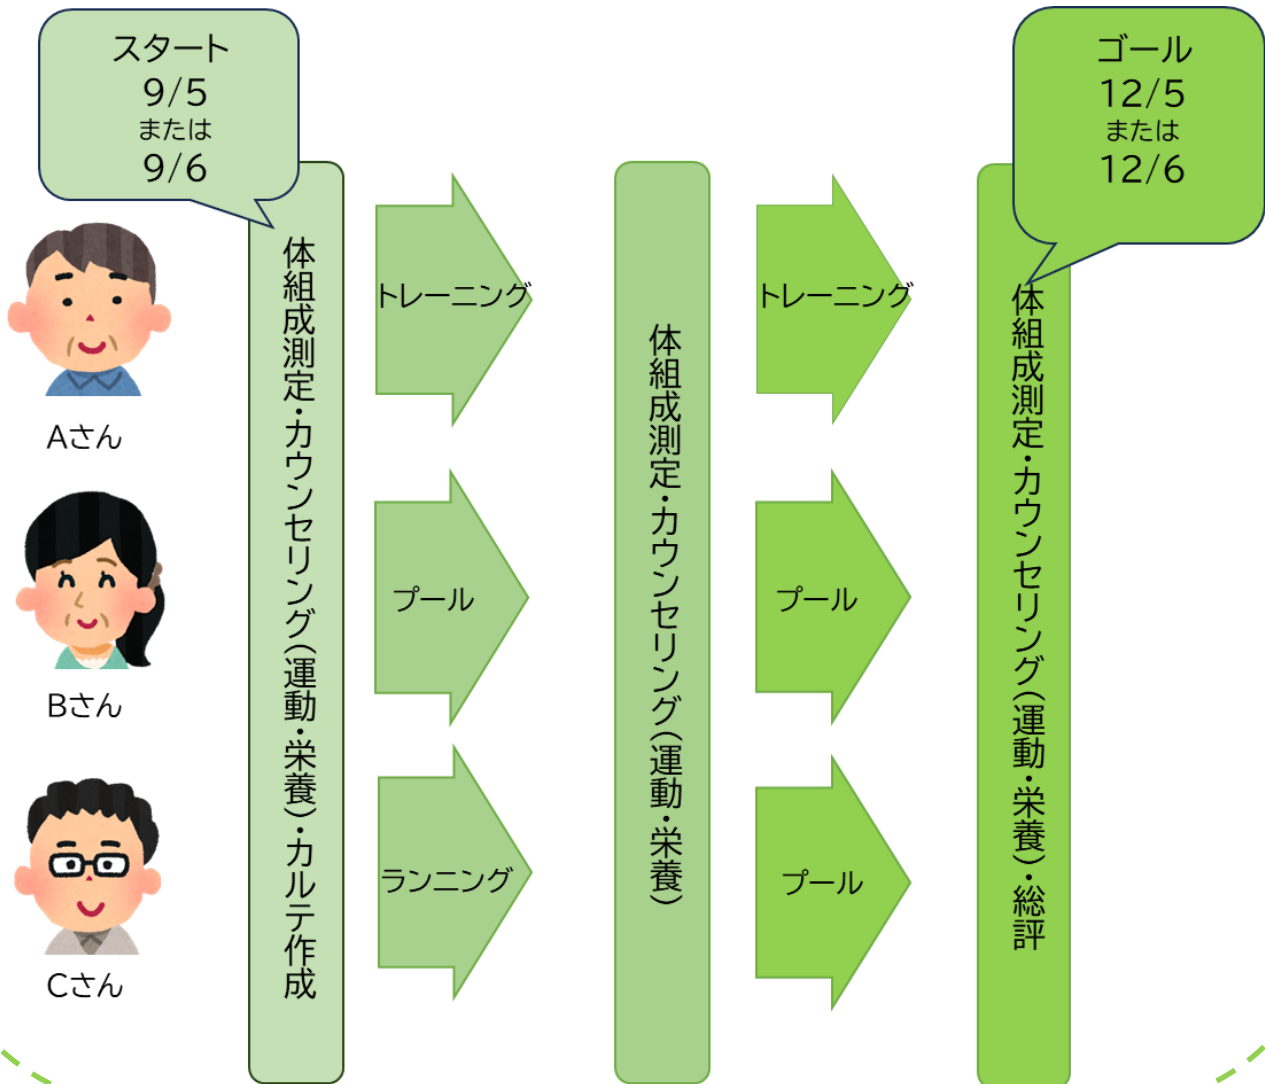 スタート
9/5
または
9/6
ゴール
12/5
または
12/6
Aさん
Bさん
Cさん
体組成測定・カウンセリング(運動・栄養)・カルテ作成
トレーニング
プール
ランニング
体組成測定・カウンセリング(運動・栄養)
トレーニング
プール
プール
体組成測定・カウンセリング(運動・栄養)・総評